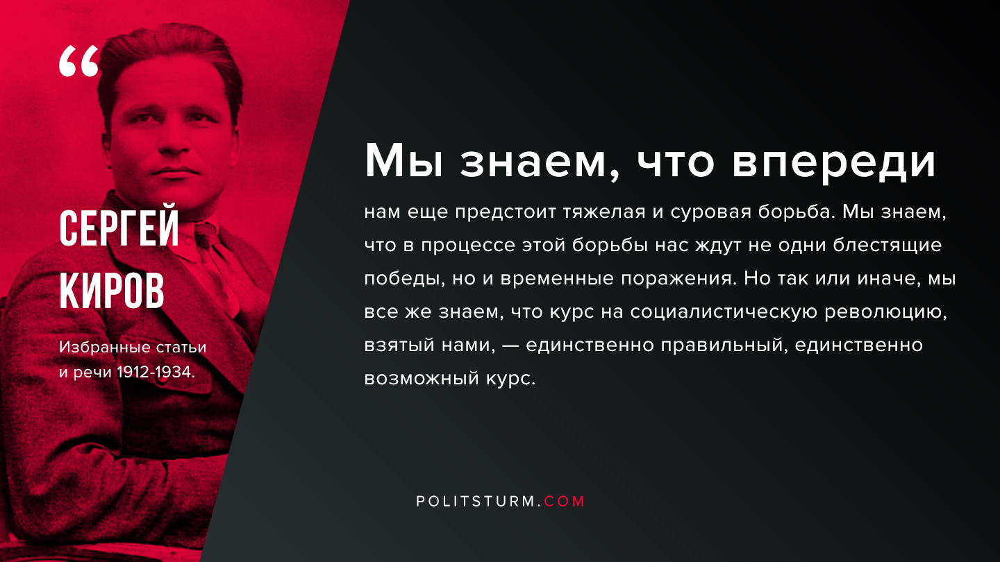 “
СЕРГЕЙ
КИРОВ
Избранные статьи
и речи 1912-1934.
Мы знаем, что впереди
нам еще предстоит тяжелая и суровая борьба. Мы знаем,
что в процессе этой борьбы нас ждут не одни блестящие
победы, но и временные поражения. Но так или иначе, мы
все же знаем, что курс на социалистическую революцию,
взятый нами, — единственно правильный, единственно
возможный курс.
POLITSTURM.COM